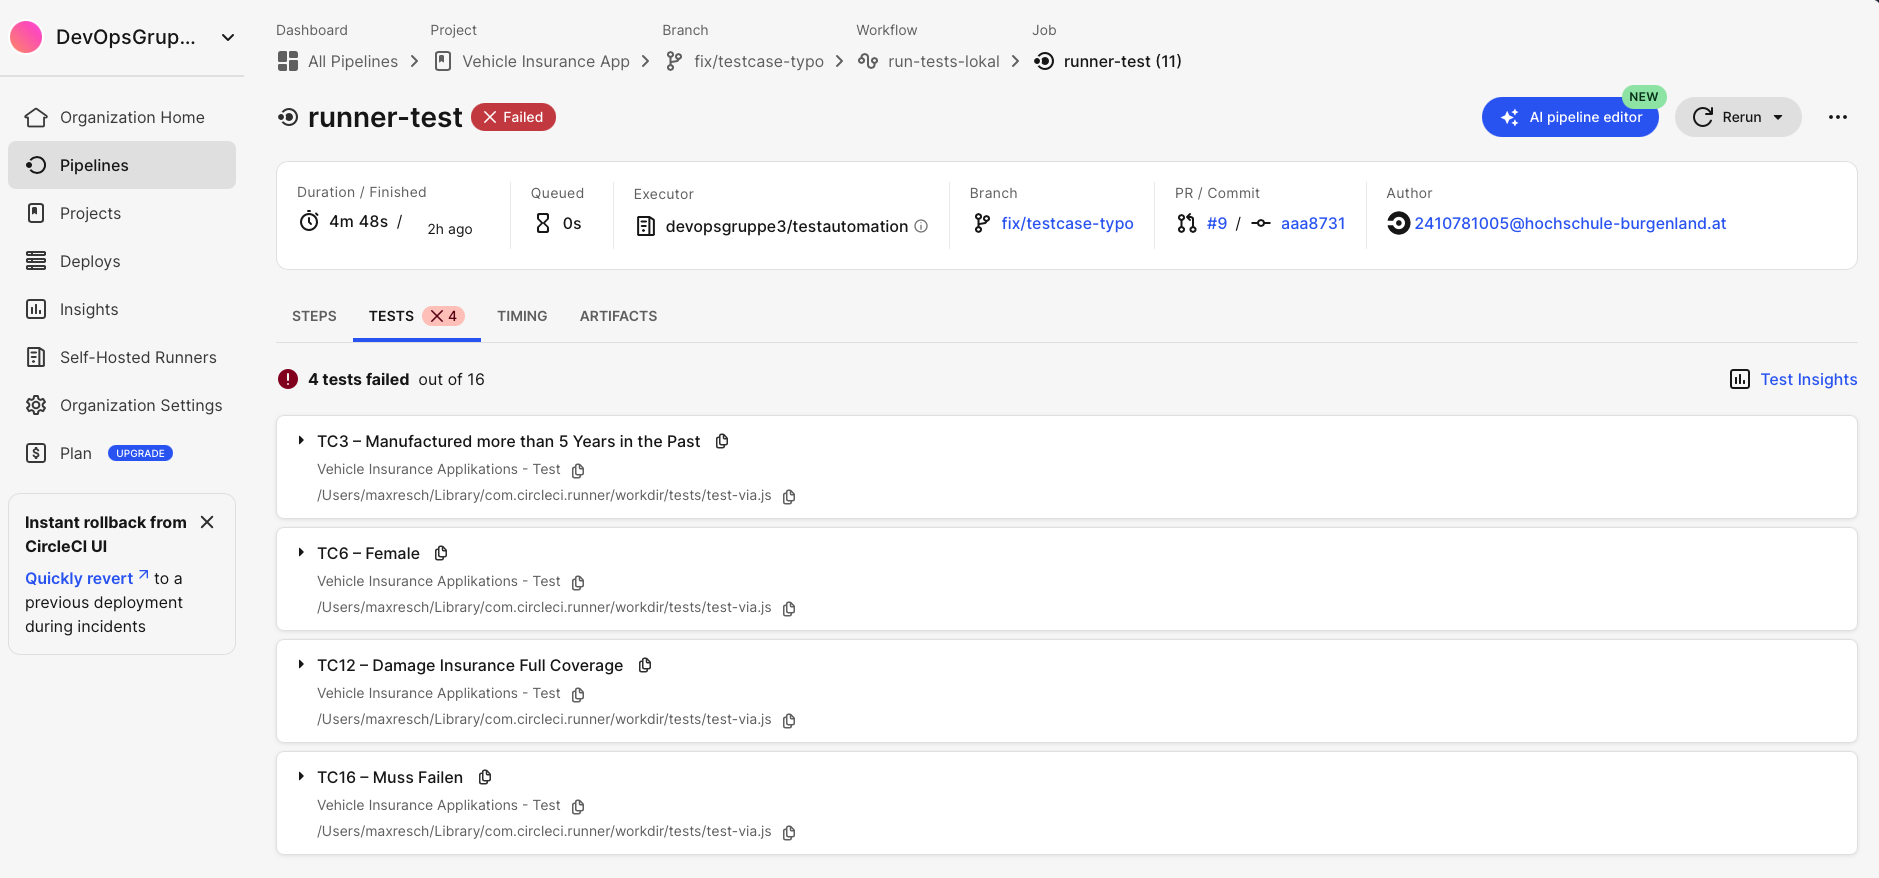 DevOpsGrup...
Organization Home
Pipelines
Projects
Deploys
Insights
Self-Hosted Runners
Organization Settings
Plan UPGRADE
Instant rollback from
CircleCI UI
Quickly revert to a
previous deployment
during incidents
Dashboard Project Branch Workflow Job
All Pipelines Vehicle Insurance App fix/testcase-typo run-tests-lokal runner-test (11)
runner-test Failed
NEW
AI pipeline editor Rerun
Duration / Finished Queued Executor Branch PR / Commit Author
4m 48s / 2h ago 0s devopsgruppe3/testautomation fix/testcase-typo #9 / aaa8731 2410781005@hochschule-burgenland.at
STEPS TESTS 4 TIMING ARTIFACTS
4 tests failed out of 16 Test Insights
TC3 – Manufactured more than 5 Years in the Past
Vehicle Insurance Applikations - Test
/Users/maxresch/Library/com.circleci.runner/workdir/tests/test-via.js
TC6 – Female
Vehicle Insurance Applikations - Test
/Users/maxresch/Library/com.circleci.runner/workdir/tests/test-via.js
TC12 – Damage Insurance Full Coverage
Vehicle Insurance Applikations - Test
/Users/maxresch/Library/com.circleci.runner/workdir/tests/test-via.js
TC16 – Muss Failen
Vehicle Insurance Applikations - Test
/Users/maxresch/Library/com.circleci.runner/workdir/tests/test-via.js